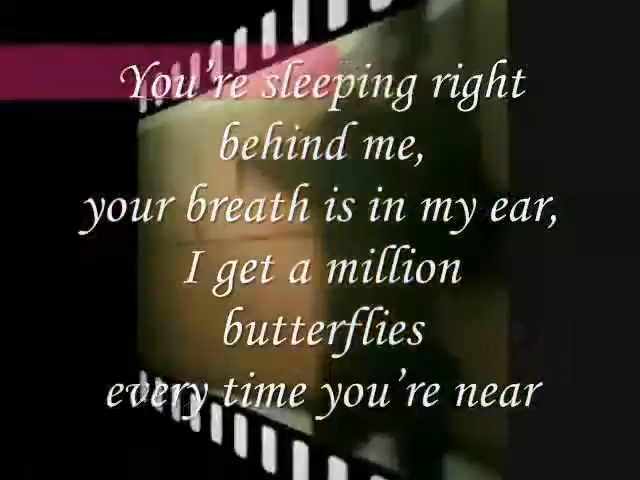 You're sleeping right
behind me,
your breath is in my ear,
I get a million
butterflies
every time you're near